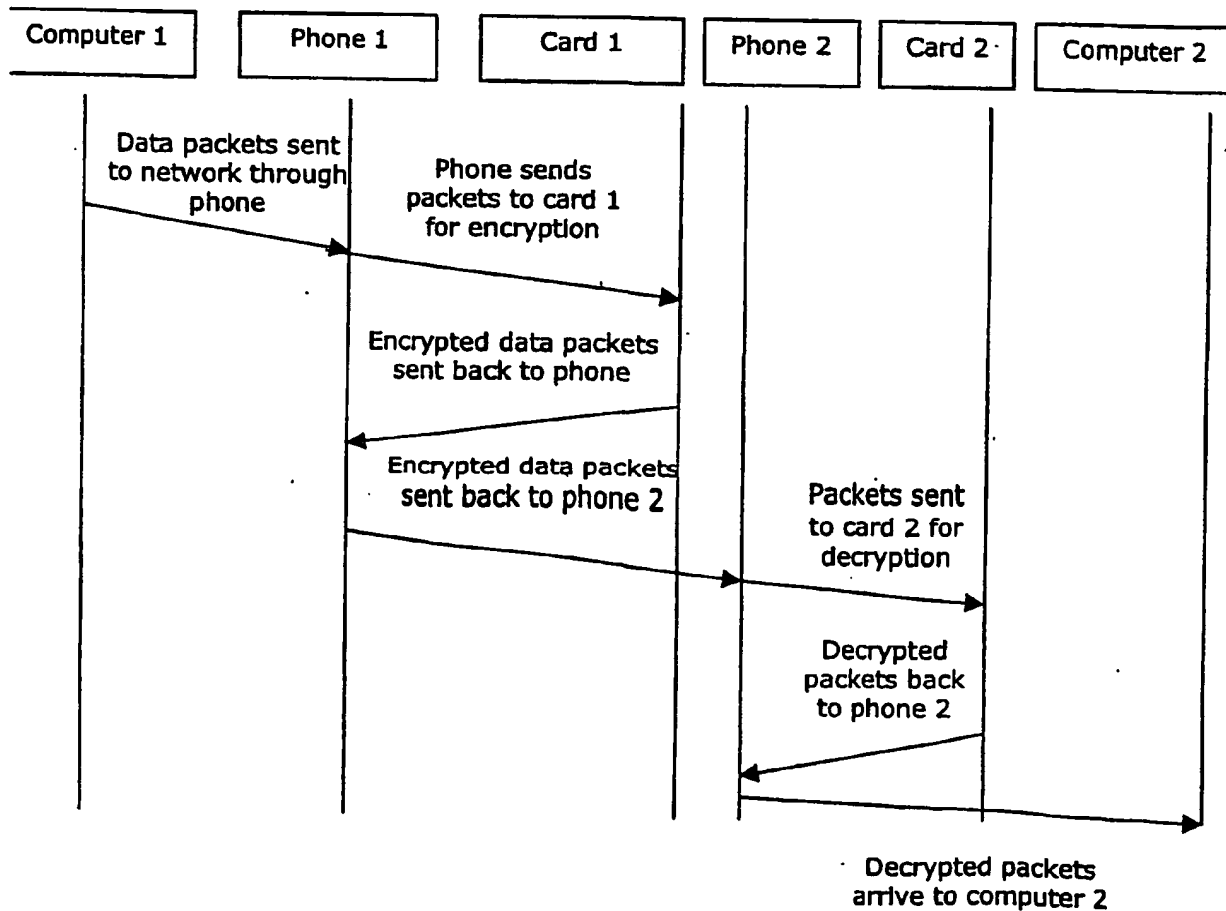 Computer 1
Phone 1
Card 1
Phone 2
Card 2
Computer 2
Data packets sent
to network through
phone
Phone sends
packets to card 1
for encryption
Encrypted data packets
sent back to phone
Encrypted data packets
sent back to phone 2
Packets sent
to card 2 for
decryption
Decrypted
packets back
to phone 2
Decrypted packets
arrive to computer 2